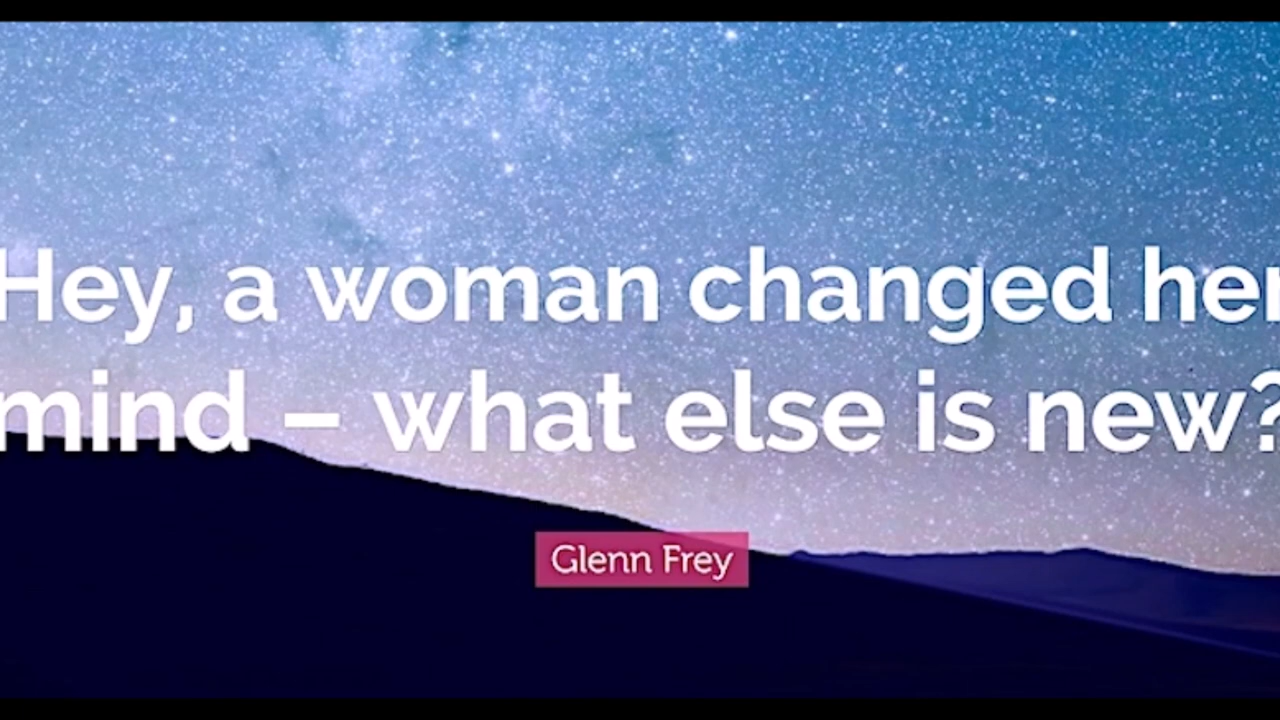 Hey, a woman changed her
mind – what else is new?
Glenn Frey